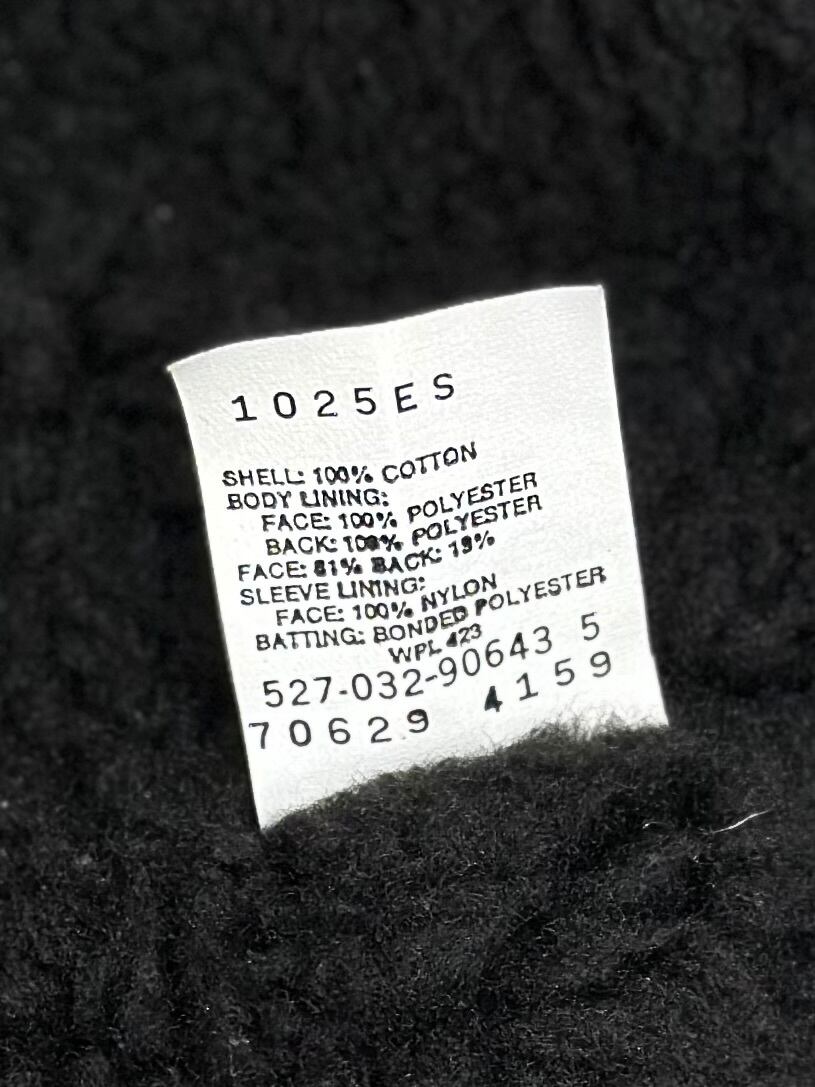 1025ES
SHELL: 100% COTTON
BODY LINING:
FACE: 100% POLYESTER
BACK: 100% POLYESTER
FACE: 81% BACK: 19%
SLEEVE LINING:
FACE: 100% NYLON
BATTING: BONDED POLYESTER
WPL 423
527-032-90643 5
70629 4159